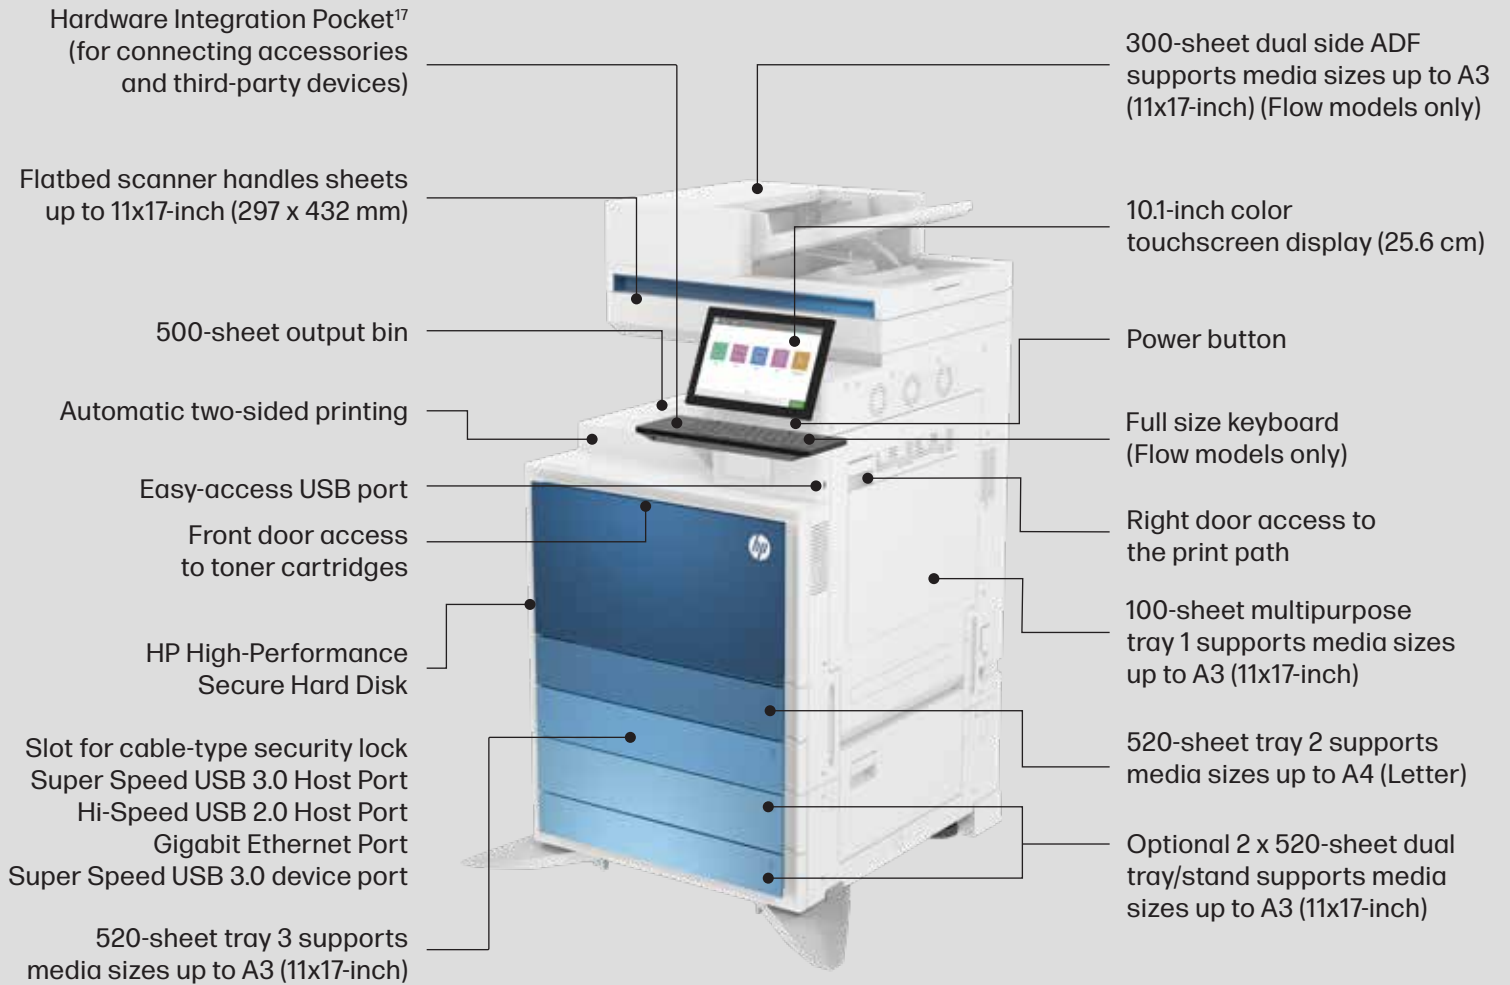 Hardware Integration Pocket17
(for connecting accessories
and third-party devices)
Flatbed scanner handles sheets
up to 11x17-inch (297 x 432 mm)
500-sheet output bin
Automatic two-sided printing
Easy-access USB port
Front door access
to toner cartridges
HP High-Performance
Secure Hard Disk
Slot for cable-type security lock
Super Speed USB 3.0 Host Port
Hi-Speed USB 2.0 Host Port
Gigabit Ethernet Port
Super Speed USB 3.0 device port
520-sheet tray 3 supports
media sizes up to A3 (11x17-inch)
hp
300-sheet dual side ADF
supports media sizes up to A3
(11x17-inch) (Flow models only)
10.1-inch color
touchscreen display (25.6 cm)
Power button
Full size keyboard
(Flow models only)
Right door access to
the print path
100-sheet multipurpose
tray 1 supports media sizes
up to A3 (11x17-inch)
520-sheet tray 2 supports
media sizes up to A4 (Letter)
Optional 2 x 520-sheet dual
tray/stand supports media
sizes up to A3 (11x17-inch)